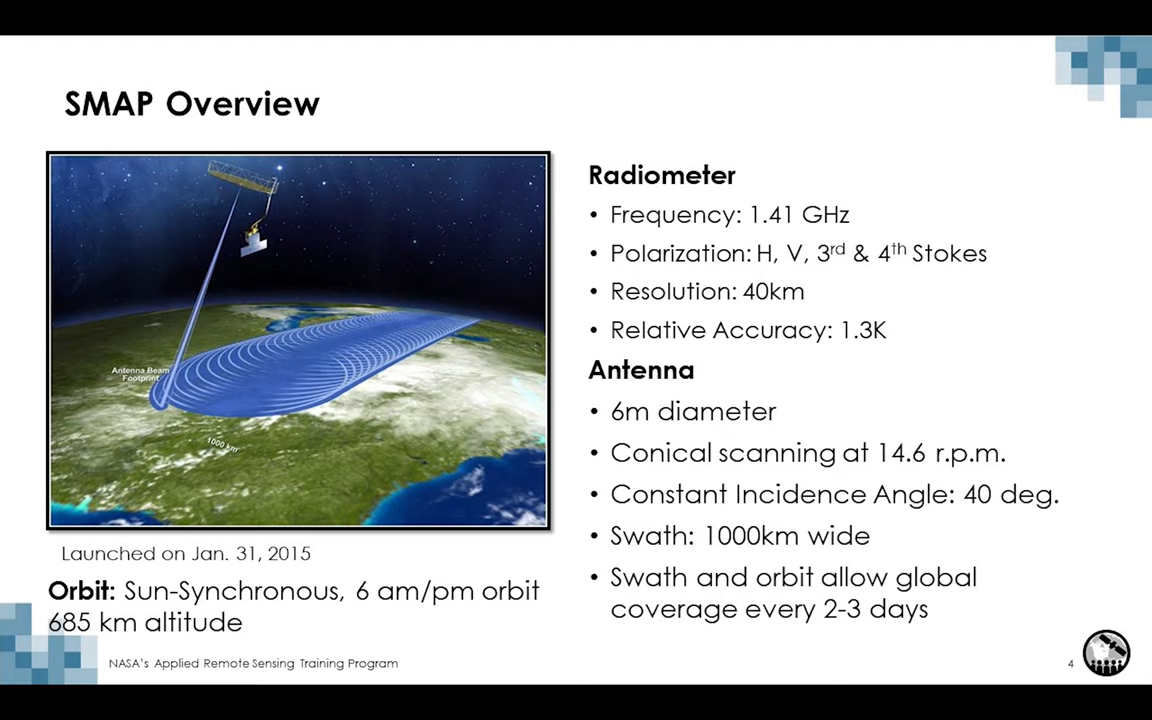 SMAP Overview
Antenna Beam
Footprint
1000 km
Launched on Jan. 31, 2015
Orbit: Sun-Synchronous, 6 am/pm orbit
685 km altitude
Radiometer
• Frequency: 1.41 GHz
• Polarization: H, V, 3rd & 4th Stokes
• Resolution: 40km
• Relative Accuracy: 1.3K
Antenna
• 6m diameter
• Conical scanning at 14.6 r.p.m.
• Constant Incidence Angle: 40 deg.
• Swath: 1000km wide
• Swath and orbit allow global
coverage every 2-3 days
NASA's Applied Remote Sensing Training Program
4